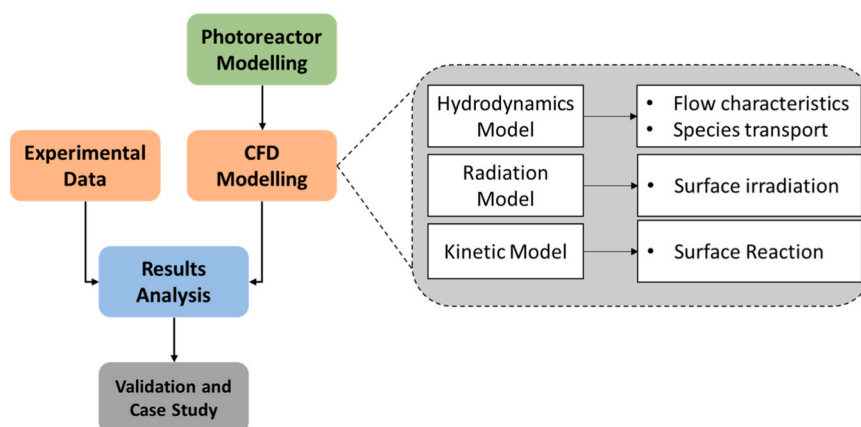 Photoreactor
Modelling
Experimental
Data
CFD
Modelling
Results
Analysis
Validation and
Case Study
Hydrodynamics
Model
• Flow characteristics
• Species transport
Radiation
Model
• Surface irradiation
Kinetic Model
• Surface Reaction